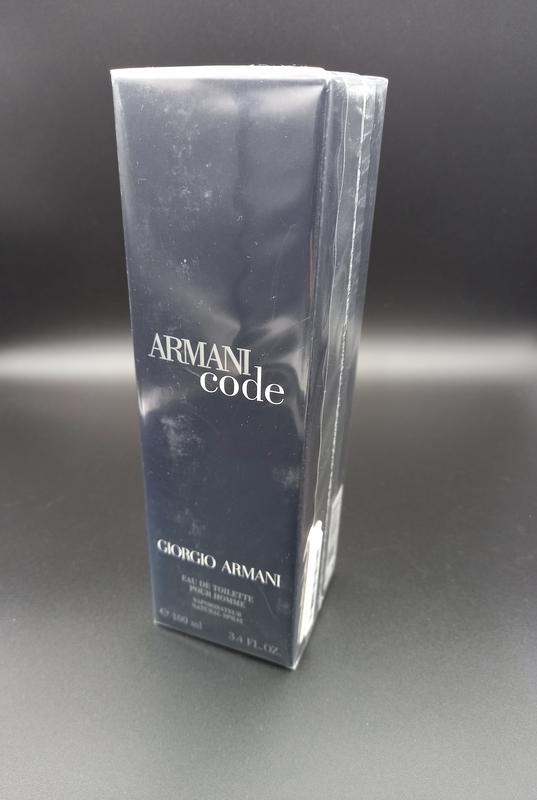 ARMANI
code
GIORGIO ARMANI
EAU DE TOILETTE
POUR HOMME
VAPORISATEUR
NATURAL SPRAY
℮ 100 ml
3.4 FL.OZ.